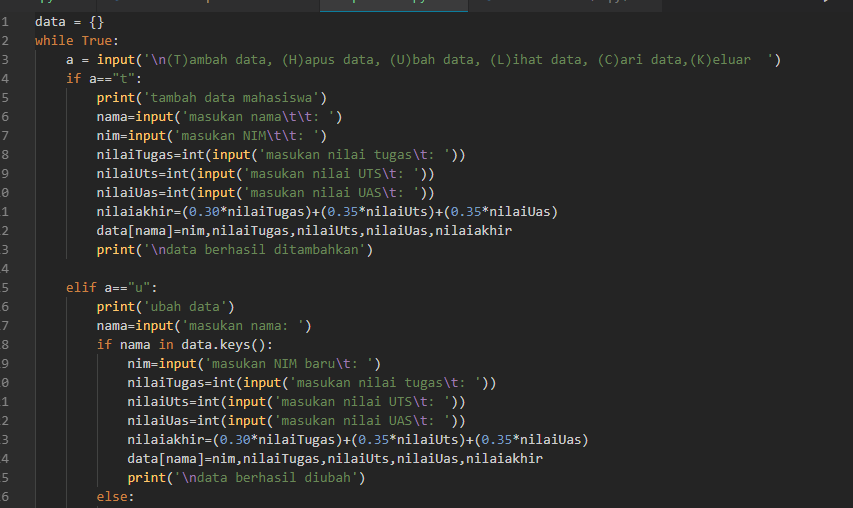 1 data = {}
2 while True:
3     a = input('\n(T)ambah data, (H)apus data, (U)bah data, (L)ihat data, (C)ari data,(K)eluar  ')
4     if a=="t":
5         print('tambah data mahasiswa')
6         nama=input('masukan nama\t\t: ')
7         nim=input('masukan NIM\t\t: ')
8         nilaiTugas=int(input('masukan nilai tugas\t: '))
9         nilaiUts=int(input('masukan nilai UTS\t: '))
0         nilaiUas=int(input('masukan nilai UAS\t: '))
1         nilaiakhir=(0.30*nilaiTugas)+(0.35*nilaiUts)+(0.35*nilaiUas)
2         data[nama]=nim,nilaiTugas,nilaiUts,nilaiUas,nilaiakhir
3         print('\ndata berhasil ditambahkan')
4
5     elif a=="u":
6         print('ubah data')
7         nama=input('masukan nama: ')
8         if nama in data.keys():
9             nim=input('masukan NIM baru\t: ')
0             nilaiTugas=int(input('masukan nilai tugas\t: '))
1             nilaiUts=int(input('masukan nilai UTS\t: '))
2             nilaiUas=int(input('masukan nilai UAS\t: '))
3             nilaiakhir=(0.30*nilaiTugas)+(0.35*nilaiUts)+(0.35*nilaiUas)
4             data[nama]=nim,nilaiTugas,nilaiUts,nilaiUas,nilaiakhir
5             print('\ndata berhasil diubah')
6         else: